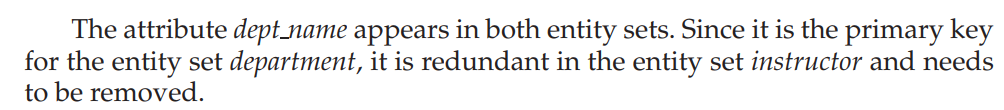 The attribute dept_name appears in both entity sets. Since it is the primary key
for the entity set department, it is redundant in the entity set instructor and needs
to be removed.